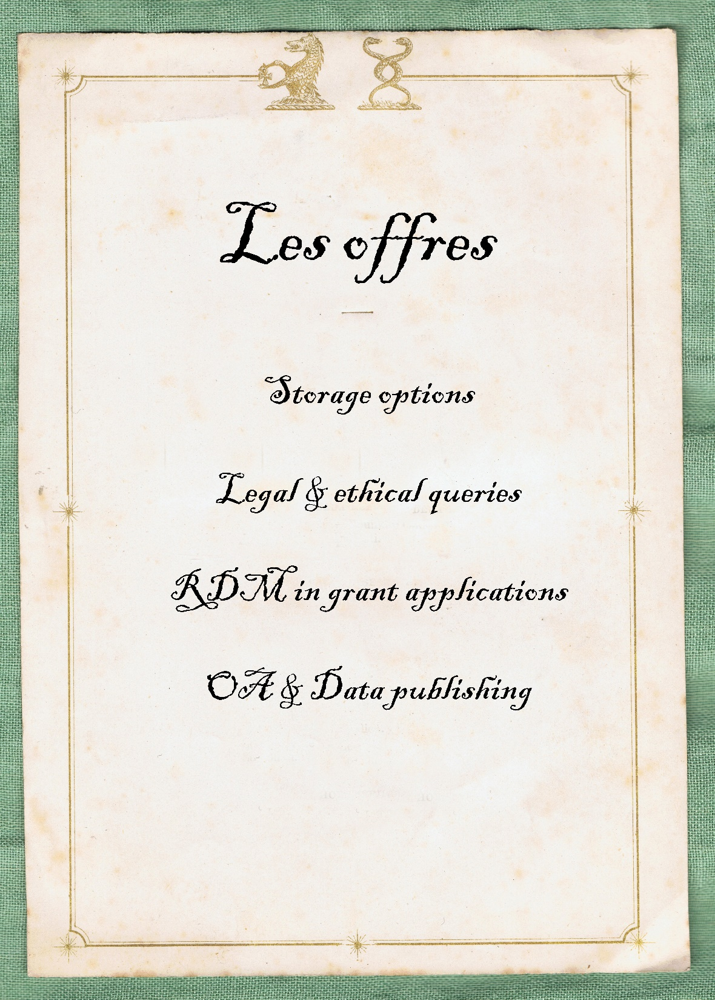 Les offres
Storage options
Legal & ethical queries
RDM in grant applications
OA & Data publishing